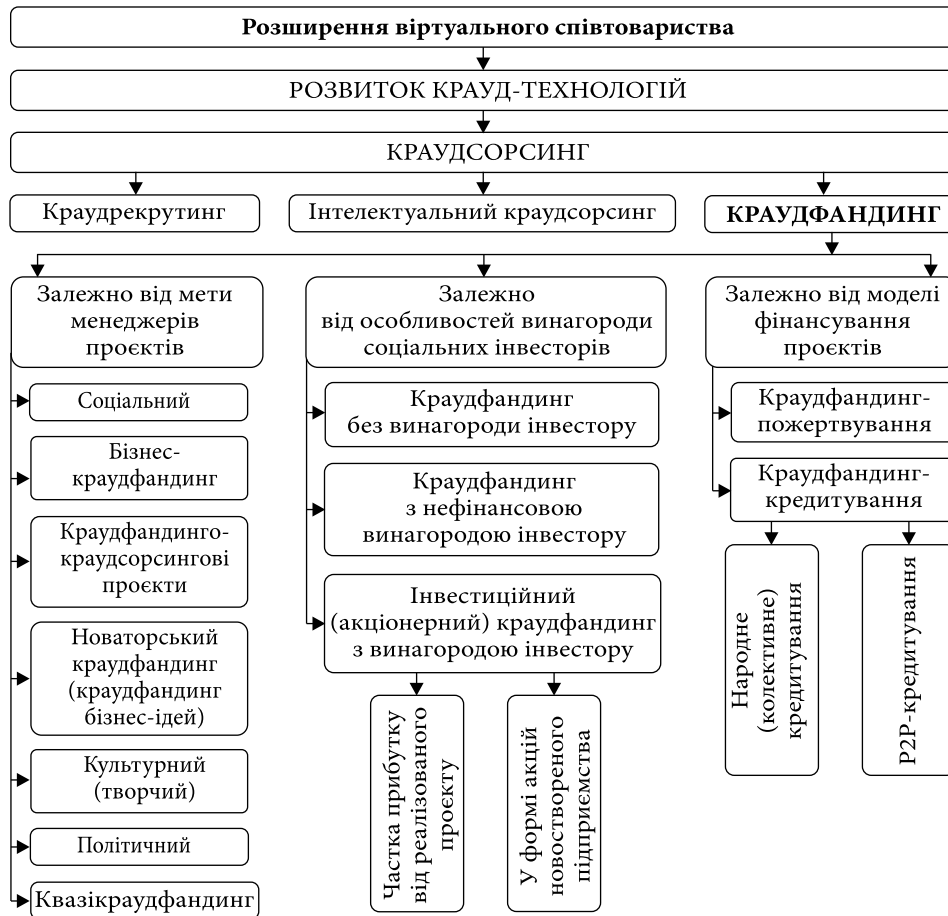 Розширення віртуального співтовариства
РОЗВИТОК КРАУД-ТЕХНОЛОГІЙ
КРАУДСОРСИНГ
Краудрекрутинг
Інтелектуальний краудсорсинг
КРАУДФАНДИНГ
Залежно від мети
менеджерів
проєктів
Соціальний
Бізнес-
краудфандинг
Краудфандинго-
краудсорсингові
проєкти
Новаторський
краудфандинг
(краудфандинг
бізнес-ідей)
Культурний
(творчий)
Політичний
Квазікраудфандинг
Залежно
від особливостей винагороди
соціальних інвесторів
Краудфандинг
без винагороди інвестору
Краудфандинг
з нефінансовою
винагородою інвестору
Інвестиційний
(акціонерний) краудфандинг
з винагородою інвестору
Частка прибутку
від реалізованого
проєкту
У формі акцій
новоствореного
підприємства
Залежно від моделі
фінансування
проєктів
Краудфандинг-
пожертвування
Краудфандинг-
кредитування
Народне
(колективне)
кредитування
P2P-кредитування